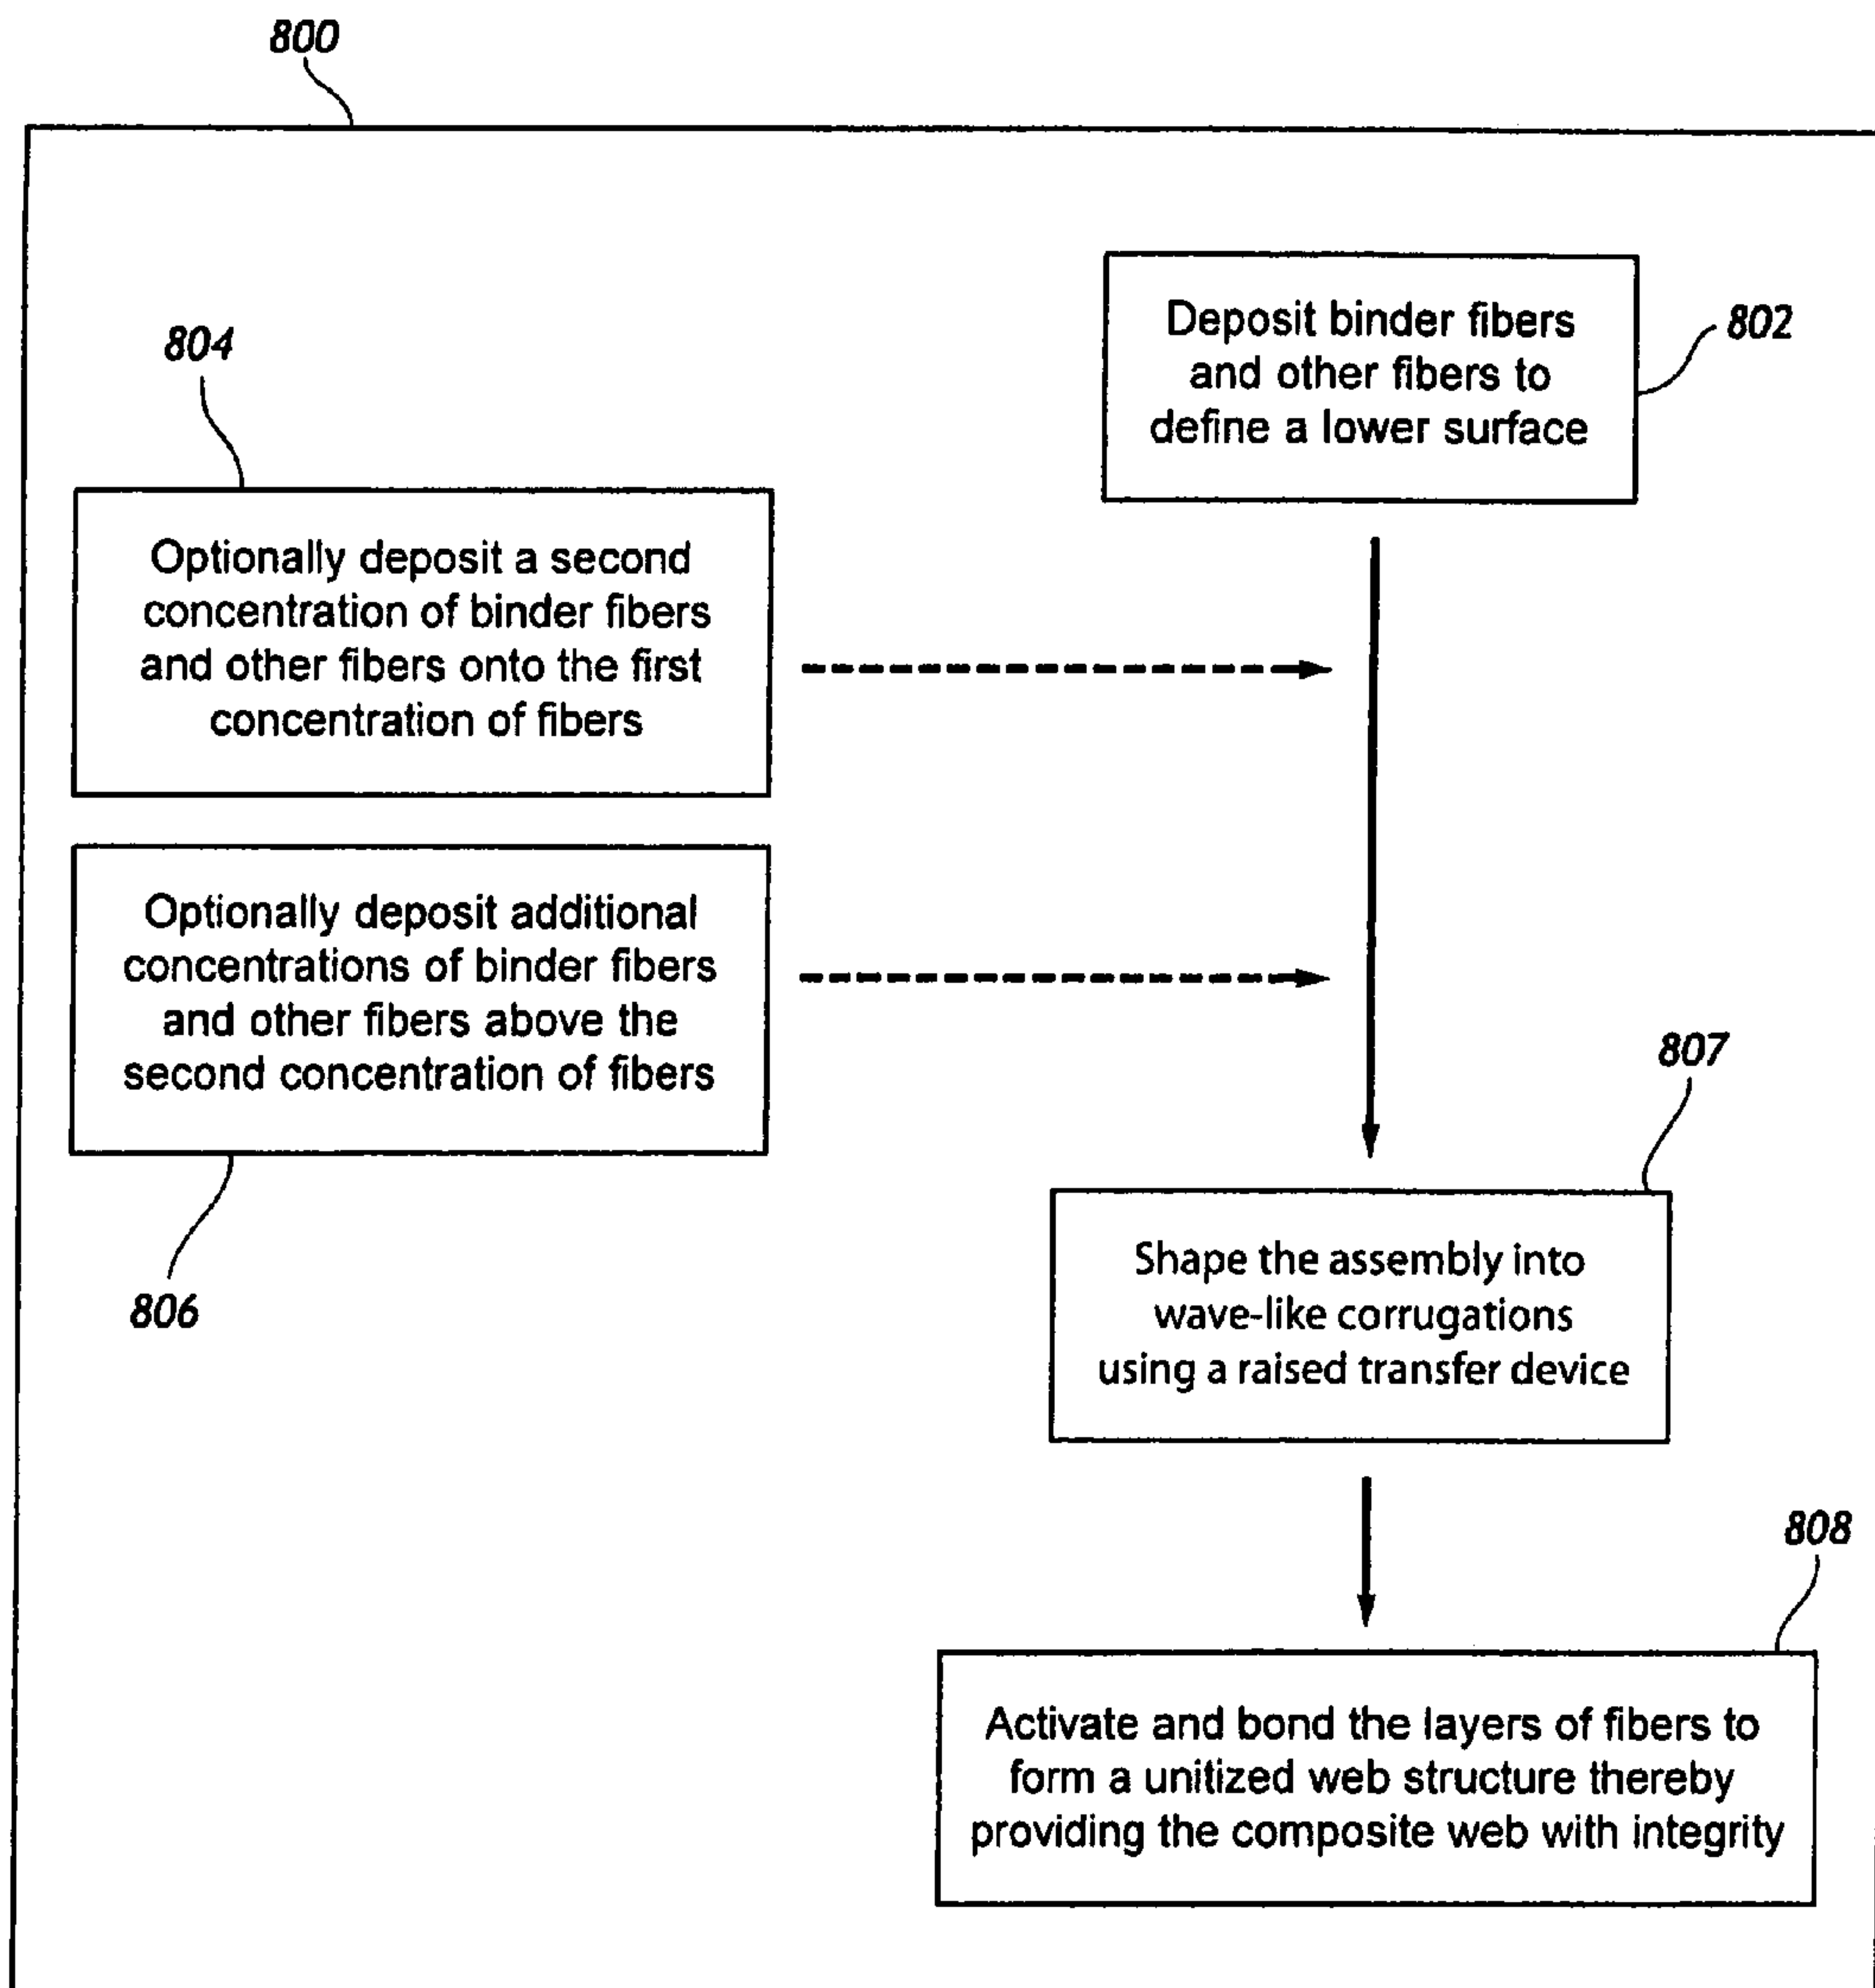 800
Deposit binder fibers
and other fibers to
define a lower surface
802
804
Optionally deposit a second
concentration of binder fibers
and other fibers onto the first
concentration of fibers
Optionally deposit additional
concentrations of binder fibers
and other fibers above the
second concentration of fibers
806
807
Shape the assembly into
wave-like corrugations
using a raised transfer device
808
Activate and bond the layers of fibers to
form a unitized web structure thereby
providing the composite web with integrity